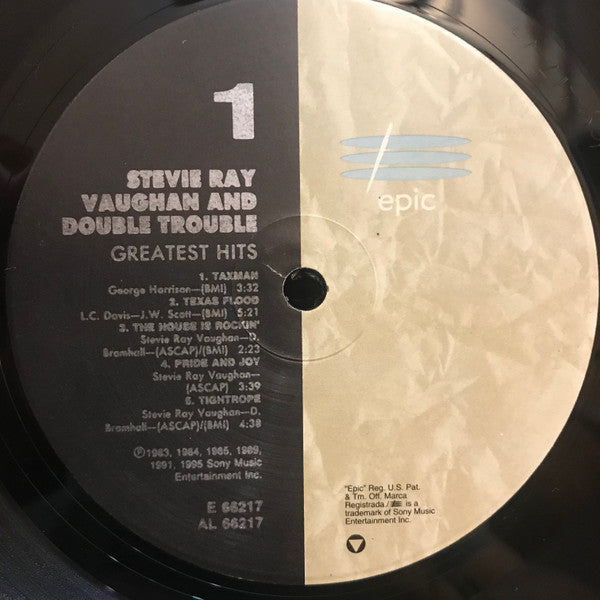 1
STEVIE RAY
VAUGHAN AND
DOUBLE TROUBLE
GREATEST HITS
1. TAXMAN
George Harrison—(BMI) 3:32
2. TEXAS FLOOD
L.C. Davis—J.W. Scott—(BMI) 5:21
3. THE HOUSE IS ROCKIN'
Stevie Ray Vaughan—D.
Bramhall—(ASCAP)/(BMI) 2:23
4. PRIDE AND JOY
Stevie Ray Vaughan—
(ASCAP) 3:39
5. TIGHTROPE
Stevie Ray Vaughan—D.
Bramhall—(ASCAP)/(BMI) 4:38
Ⓟ1983, 1984, 1985, 1989,
1991, 1995 Sony Music
Entertainment Inc.
E 66217
AL 66217
epic
"Epic" Reg. U.S. Pat.
& Tm. Off. Marca
Registrada./ is a
trademark of Sony Music
Entertainment Inc.